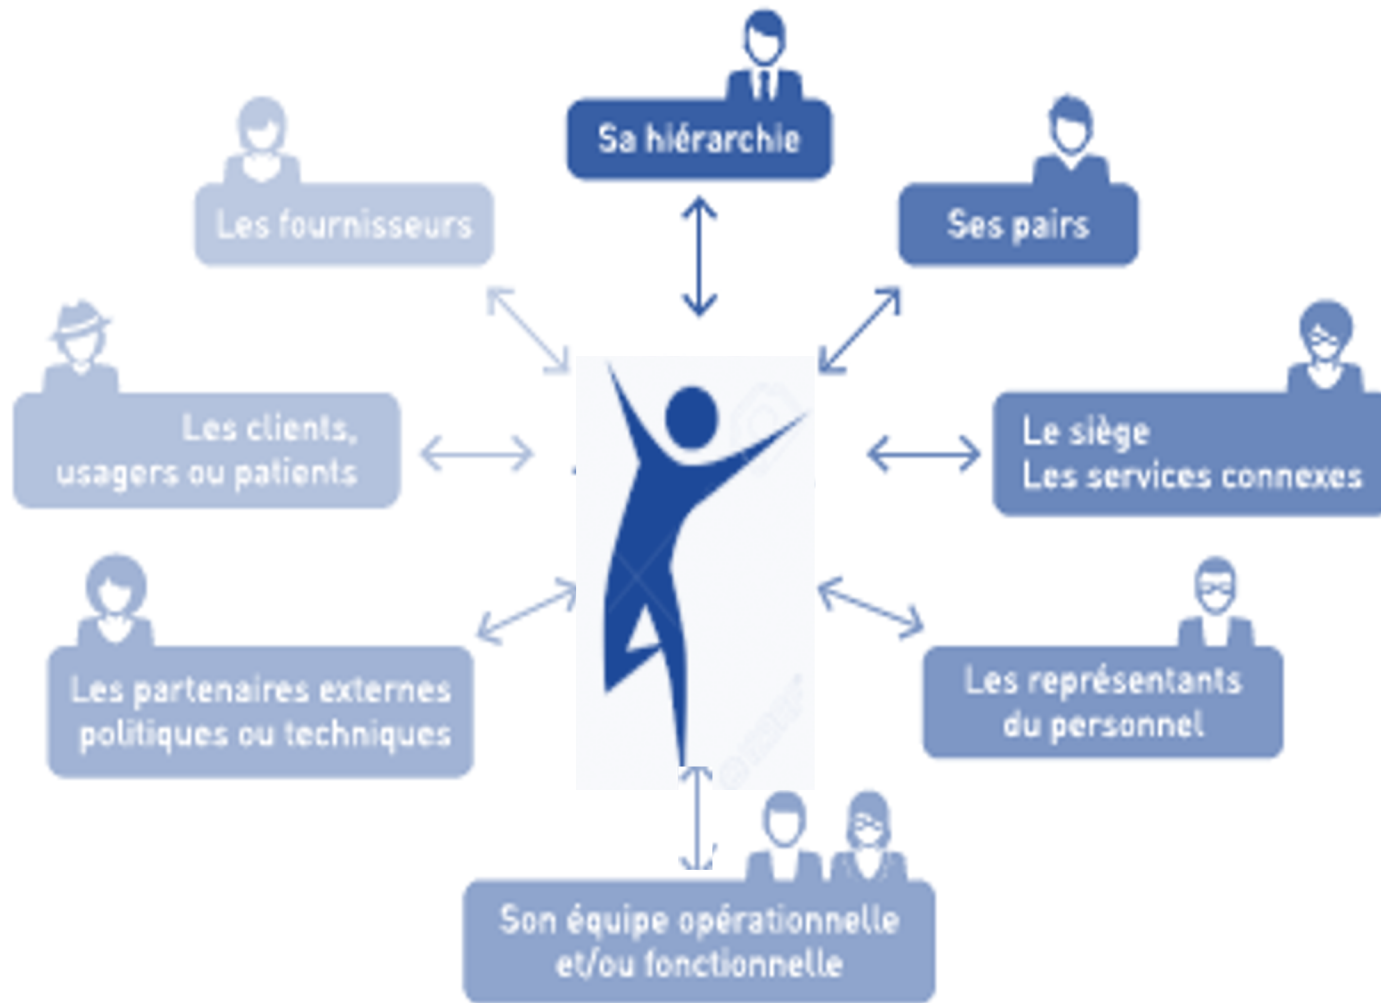 Sa hiérarchie
Les fournisseurs
Ses pairs
Les clients,
usagers ou patients
Le siège
Les services connexes
Les partenaires externes
politiques ou techniques
Les représentants
du personnel
Son équipe opérationnelle
et/ou fonctionnelle